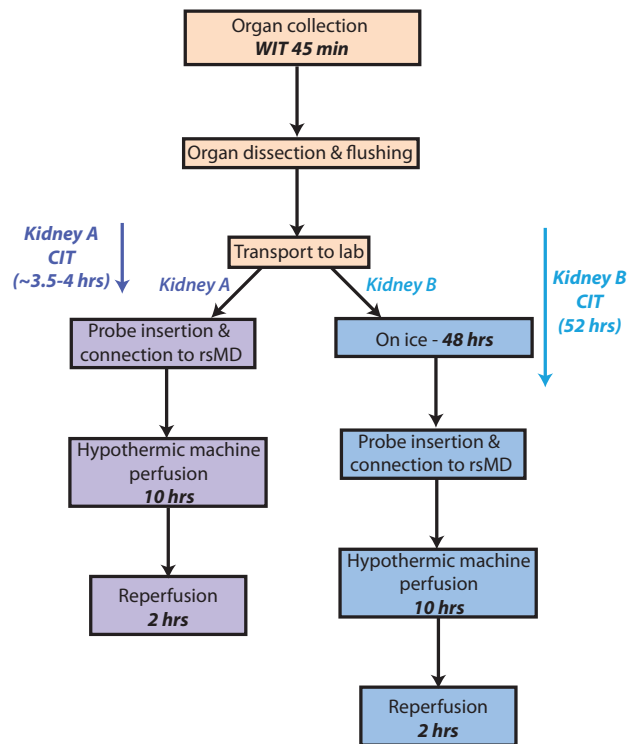 Organ collection
WIT 45 min
Organ dissection & flushing
Transport to lab
Kidney A
CIT
(~3.5-4 hrs)
Kidney A
Kidney B
Kidney B
CIT
(52 hrs)
Probe insertion &
connection to rsMD
On ice - 48 hrs
Hypothermic machine
perfusion
10 hrs
Probe insertion &
connection to rsMD
Reperfusion
2 hrs
Hypothermic machine
perfusion
10 hrs
Reperfusion
2 hrs